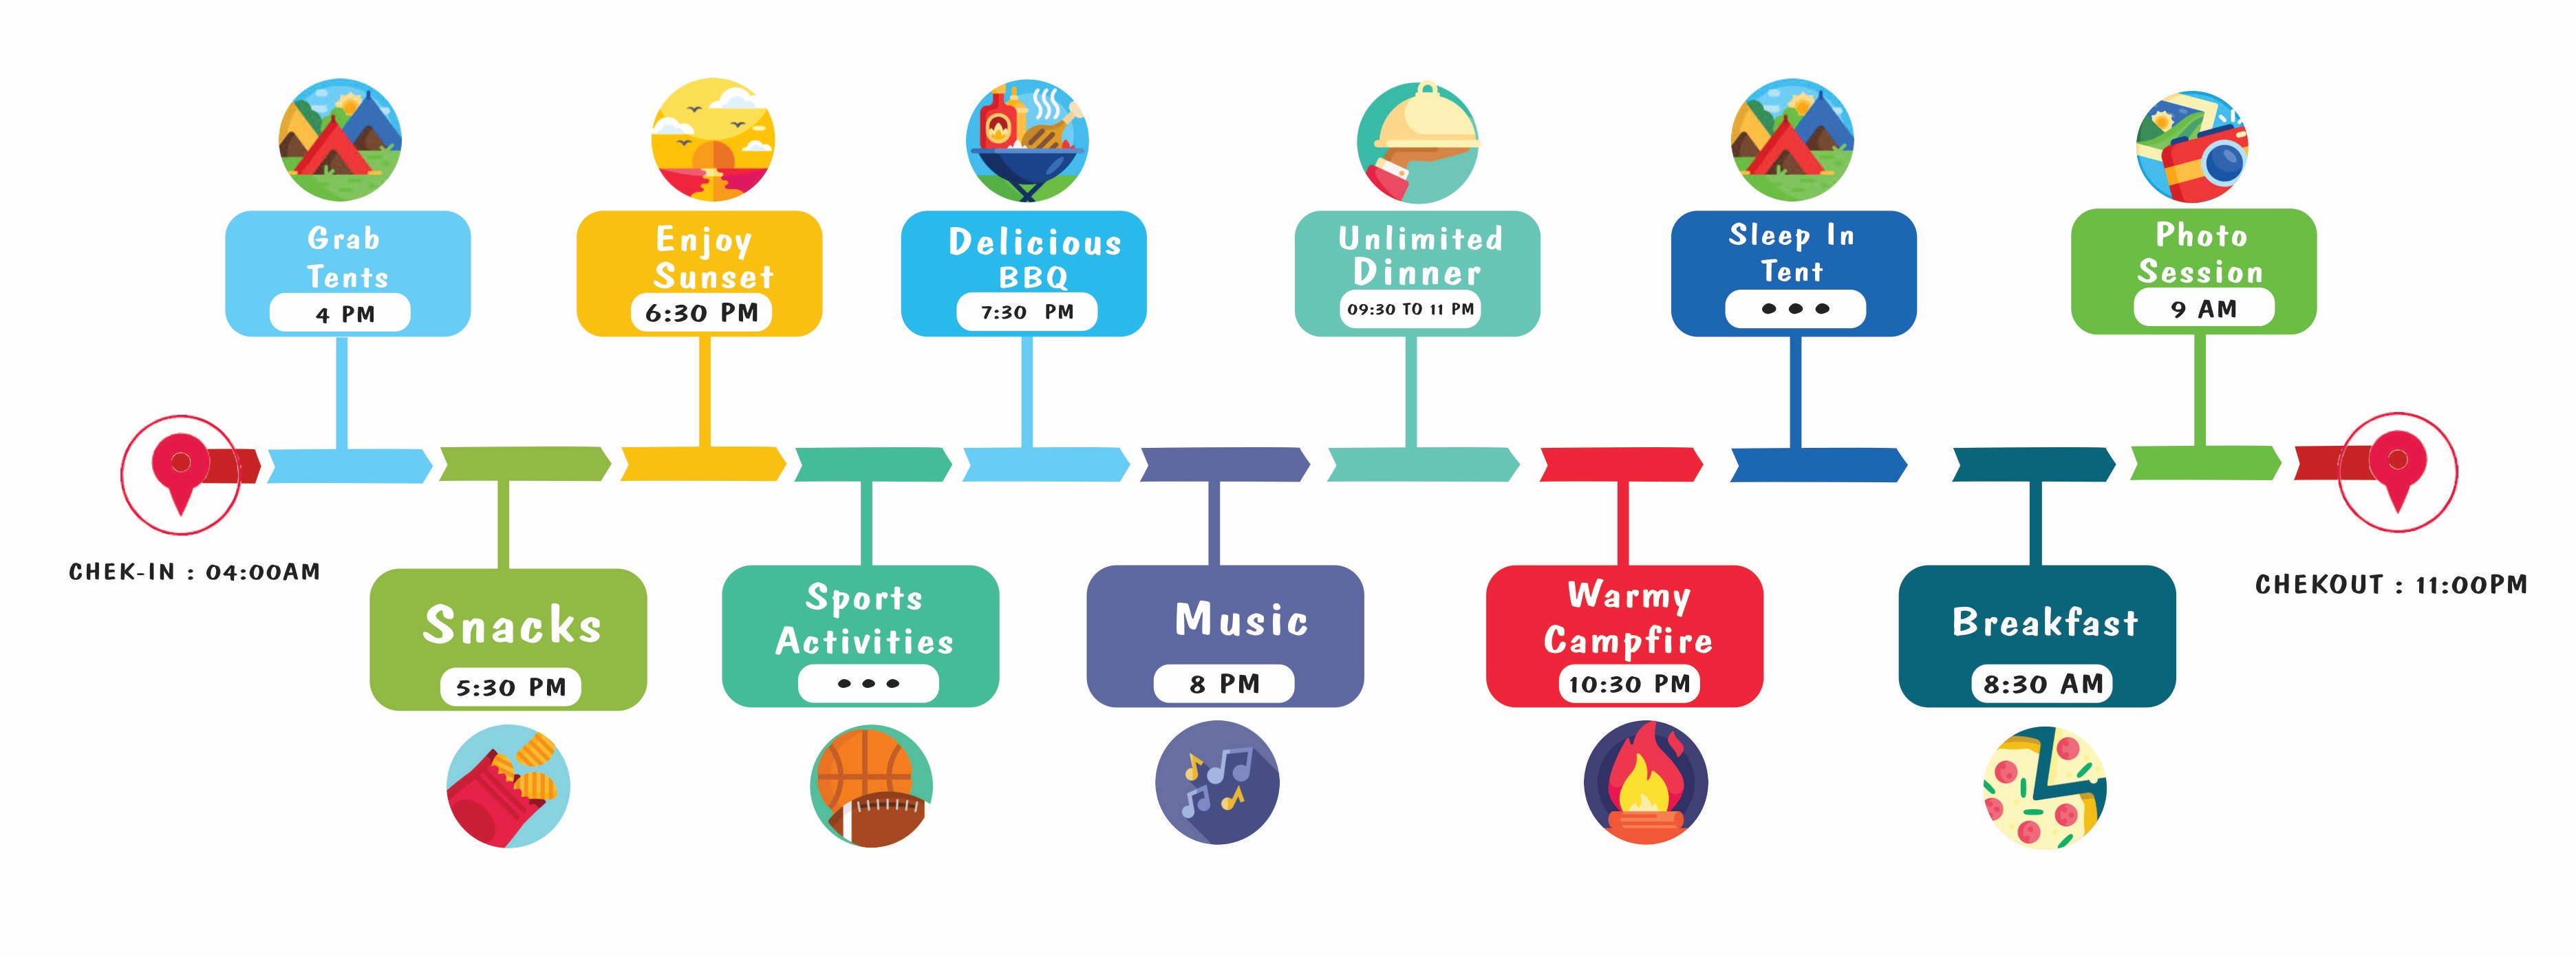 Grab
Tents
4 PM
Enjoy
Sunset
6:30 PM
Delicious
BBQ
7:30 PM
Unlimited
Dinner
09:30 TO 11 PM
Sleep In
Tent
•••
Photo
Session
9 AM
CHEK-IN : 04:00AM
CHEKOUT : 11:00PM
Snacks
5:30 PM
Sports
Activities
•••
Music
8 PM
Warmy
Campfire
10:30 PM
Breakfast
8:30 AM